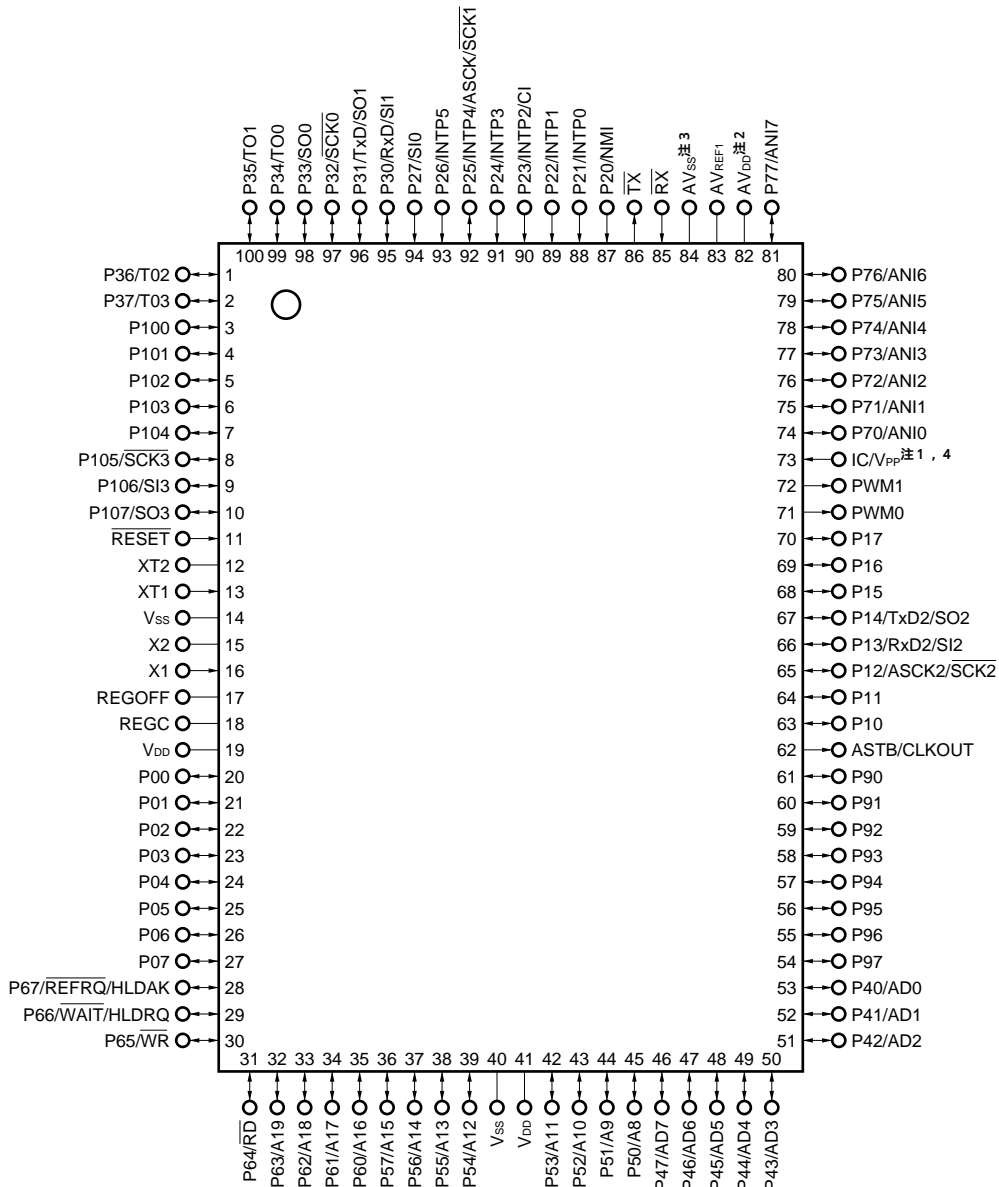 P35/TO1
P34/TO0
P33/SO0
P32/SCK0
P31/TxD/SO1
P30/RxD/SI1
P27/SI0
P26/INTP5
P25/INTP4/ASCK/SCK1
P24/INTP3
P23/INTP2/CI
P22/INTP1
P21/INTP0
P20/NMI
TX
RX
AVSS注3
AVREF1
AVDD注2
P77/ANI7
100 99 98 97 96 95 94 93 92 91 90 89 88 87 86 85 84 83 82 81
P36/T02 1
P37/T03 2
P100 3
P101 4
P102 5
P103 6
P104 7
P105/SCK3 8
P106/SI3 9
P107/SO3 10
RESET 11
XT2 12
XT1 13
VSS 14
X2 15
X1 16
REGOFF 17
REGC 18
VDD 19
P00 20
P01 21
P02 22
P03 23
P04 24
P05 25
P06 26
P07 27
P67/REFRQ/HLDAK 28
P66/WAIT/HLDRQ 29
P65/WR 30
80 P76/ANI6
79 P75/ANI5
78 P74/ANI4
77 P73/ANI3
76 P72/ANI2
75 P71/ANI1
74 P70/ANI0
73 IC/VPP注1，4
72 PWM1
71 PWM0
70 P17
69 P16
68 P15
67 P14/TxD2/SO2
66 P13/RxD2/SI2
65 P12/ASCK2/SCK2
64 P11
63 P10
62 ASTB/CLKOUT
61 P90
60 P91
59 P92
58 P93
57 P94
56 P95
55 P96
54 P97
53 P40/AD0
52 P41/AD1
51 P42/AD2
31 32 33 34 35 36 37 38 39 40 41 42 43 44 45 46 47 48 49 50
P64/RD
P63/A19
P62/A18
P61/A17
P60/A16
P57/A15
P56/A14
P55/A13
P54/A12
VSS
VDD
P53/A11
P52/A10
P51/A9
P50/A8
P47/AD7
P46/AD6
P45/AD5
P44/AD4
P43/AD3